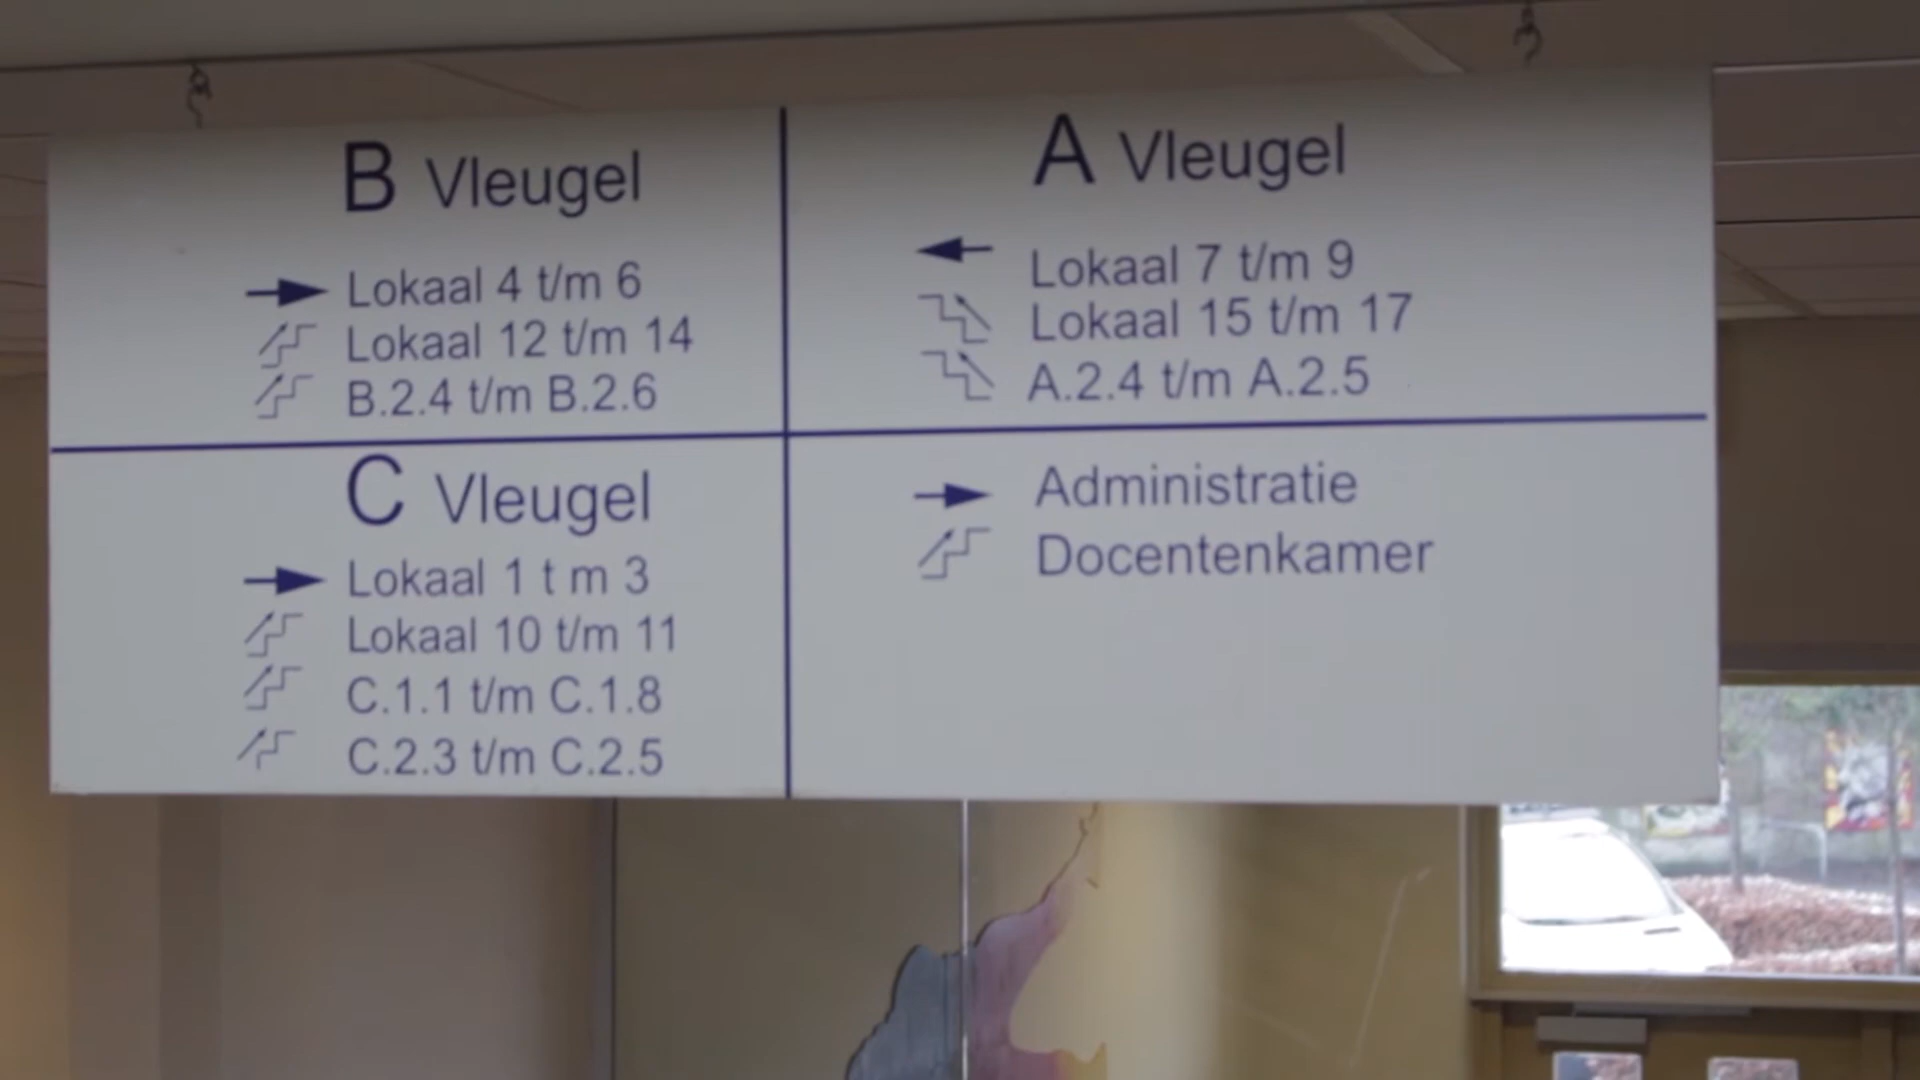 B Vleugel
Lokaal 4 t/m 6
Lokaal 12 t/m 14
B.2.4 t/m B.2.6
A Vleugel
Lokaal 7 t/m 9
Lokaal 15 t/m 17
A.2.4 t/m A.2.5
C Vleugel
Lokaal 1 t m 3
Lokaal 10 t/m 11
C.1.1 t/m C.1.8
C.2.3 t/m C.2.5
Administratie
Docentenkamer